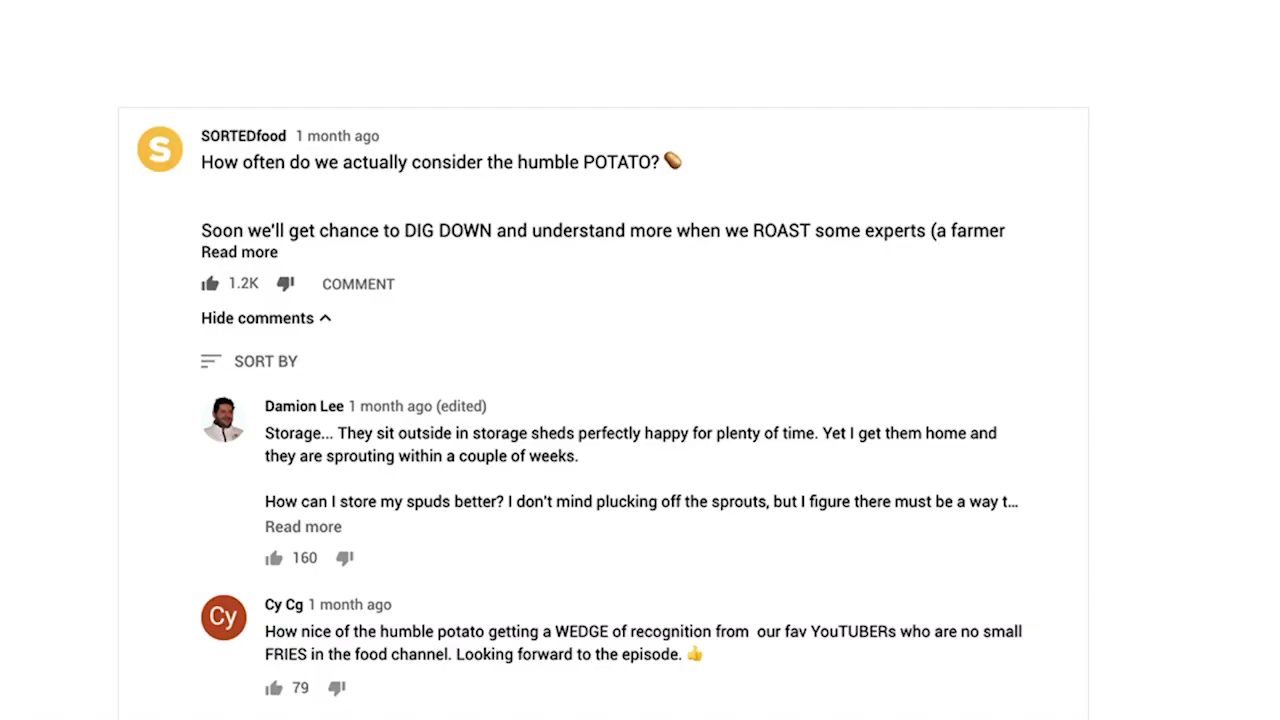 S
SORTEDfood 1 month ago
How often do we actually consider the humble POTATO? 🥔
Soon we'll get chance to DIG DOWN and understand more when we ROAST some experts (a farmer
Read more
1.2K COMMENT
Hide comments
SORT BY
Damion Lee 1 month ago (edited)
Storage... They sit outside in storage sheds perfectly happy for plenty of time. Yet I get them home and
they are sprouting within a couple of weeks.
How can I store my spuds better? I don't mind plucking off the sprouts, but I figure there must be a way t...
Read more
160
Cy
Cy Cg 1 month ago
How nice of the humble potato getting a WEDGE of recognition from our fav YouTUBERs who are no small
FRIES in the food channel. Looking forward to the episode. 👍
79